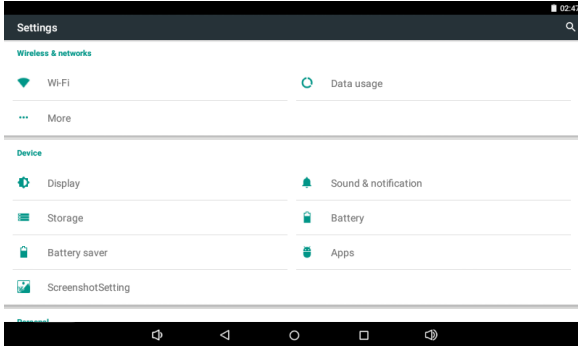 02:47
Settings
Wireless & networks
Wi-Fi
Data usage
More
Device
Display
Sound & notification
Storage
Battery
Battery saver
Apps
ScreenshotSetting
Personal